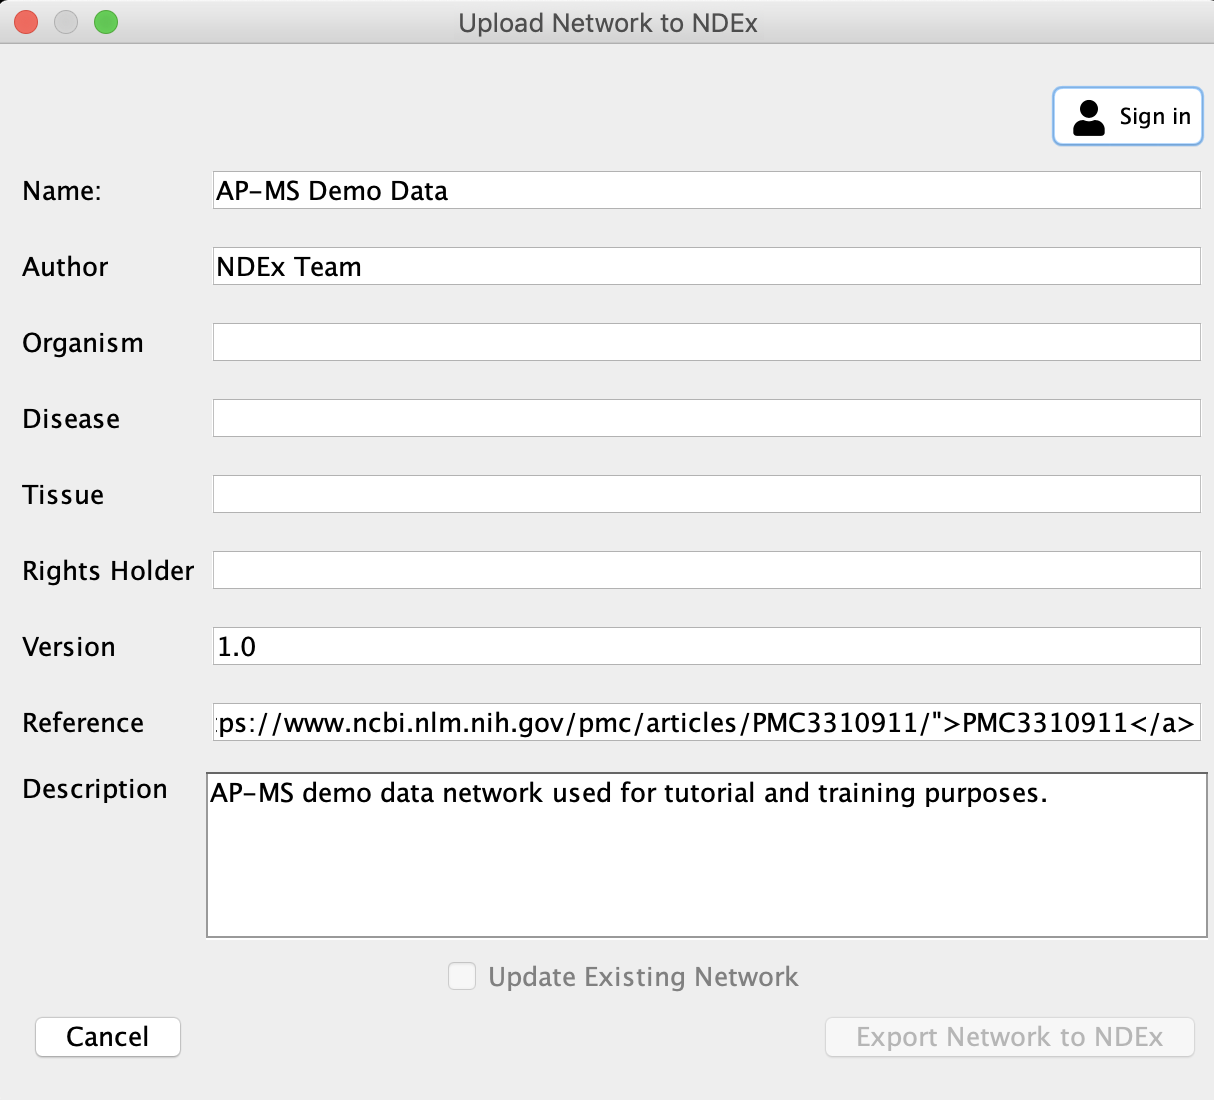 Upload Network to NDEx
Sign in
Name: AP-MS Demo Data
Author NDEx Team
Organism
Disease
Tissue
Rights Holder
Version 1.0
Reference ps://www.ncbi.nlm.nih.gov/pmc/articles/PMC3310911/">PMC3310911</a>
Description AP-MS demo data network used for tutorial and training purposes.
Update Existing Network
Cancel Export Network to NDEx